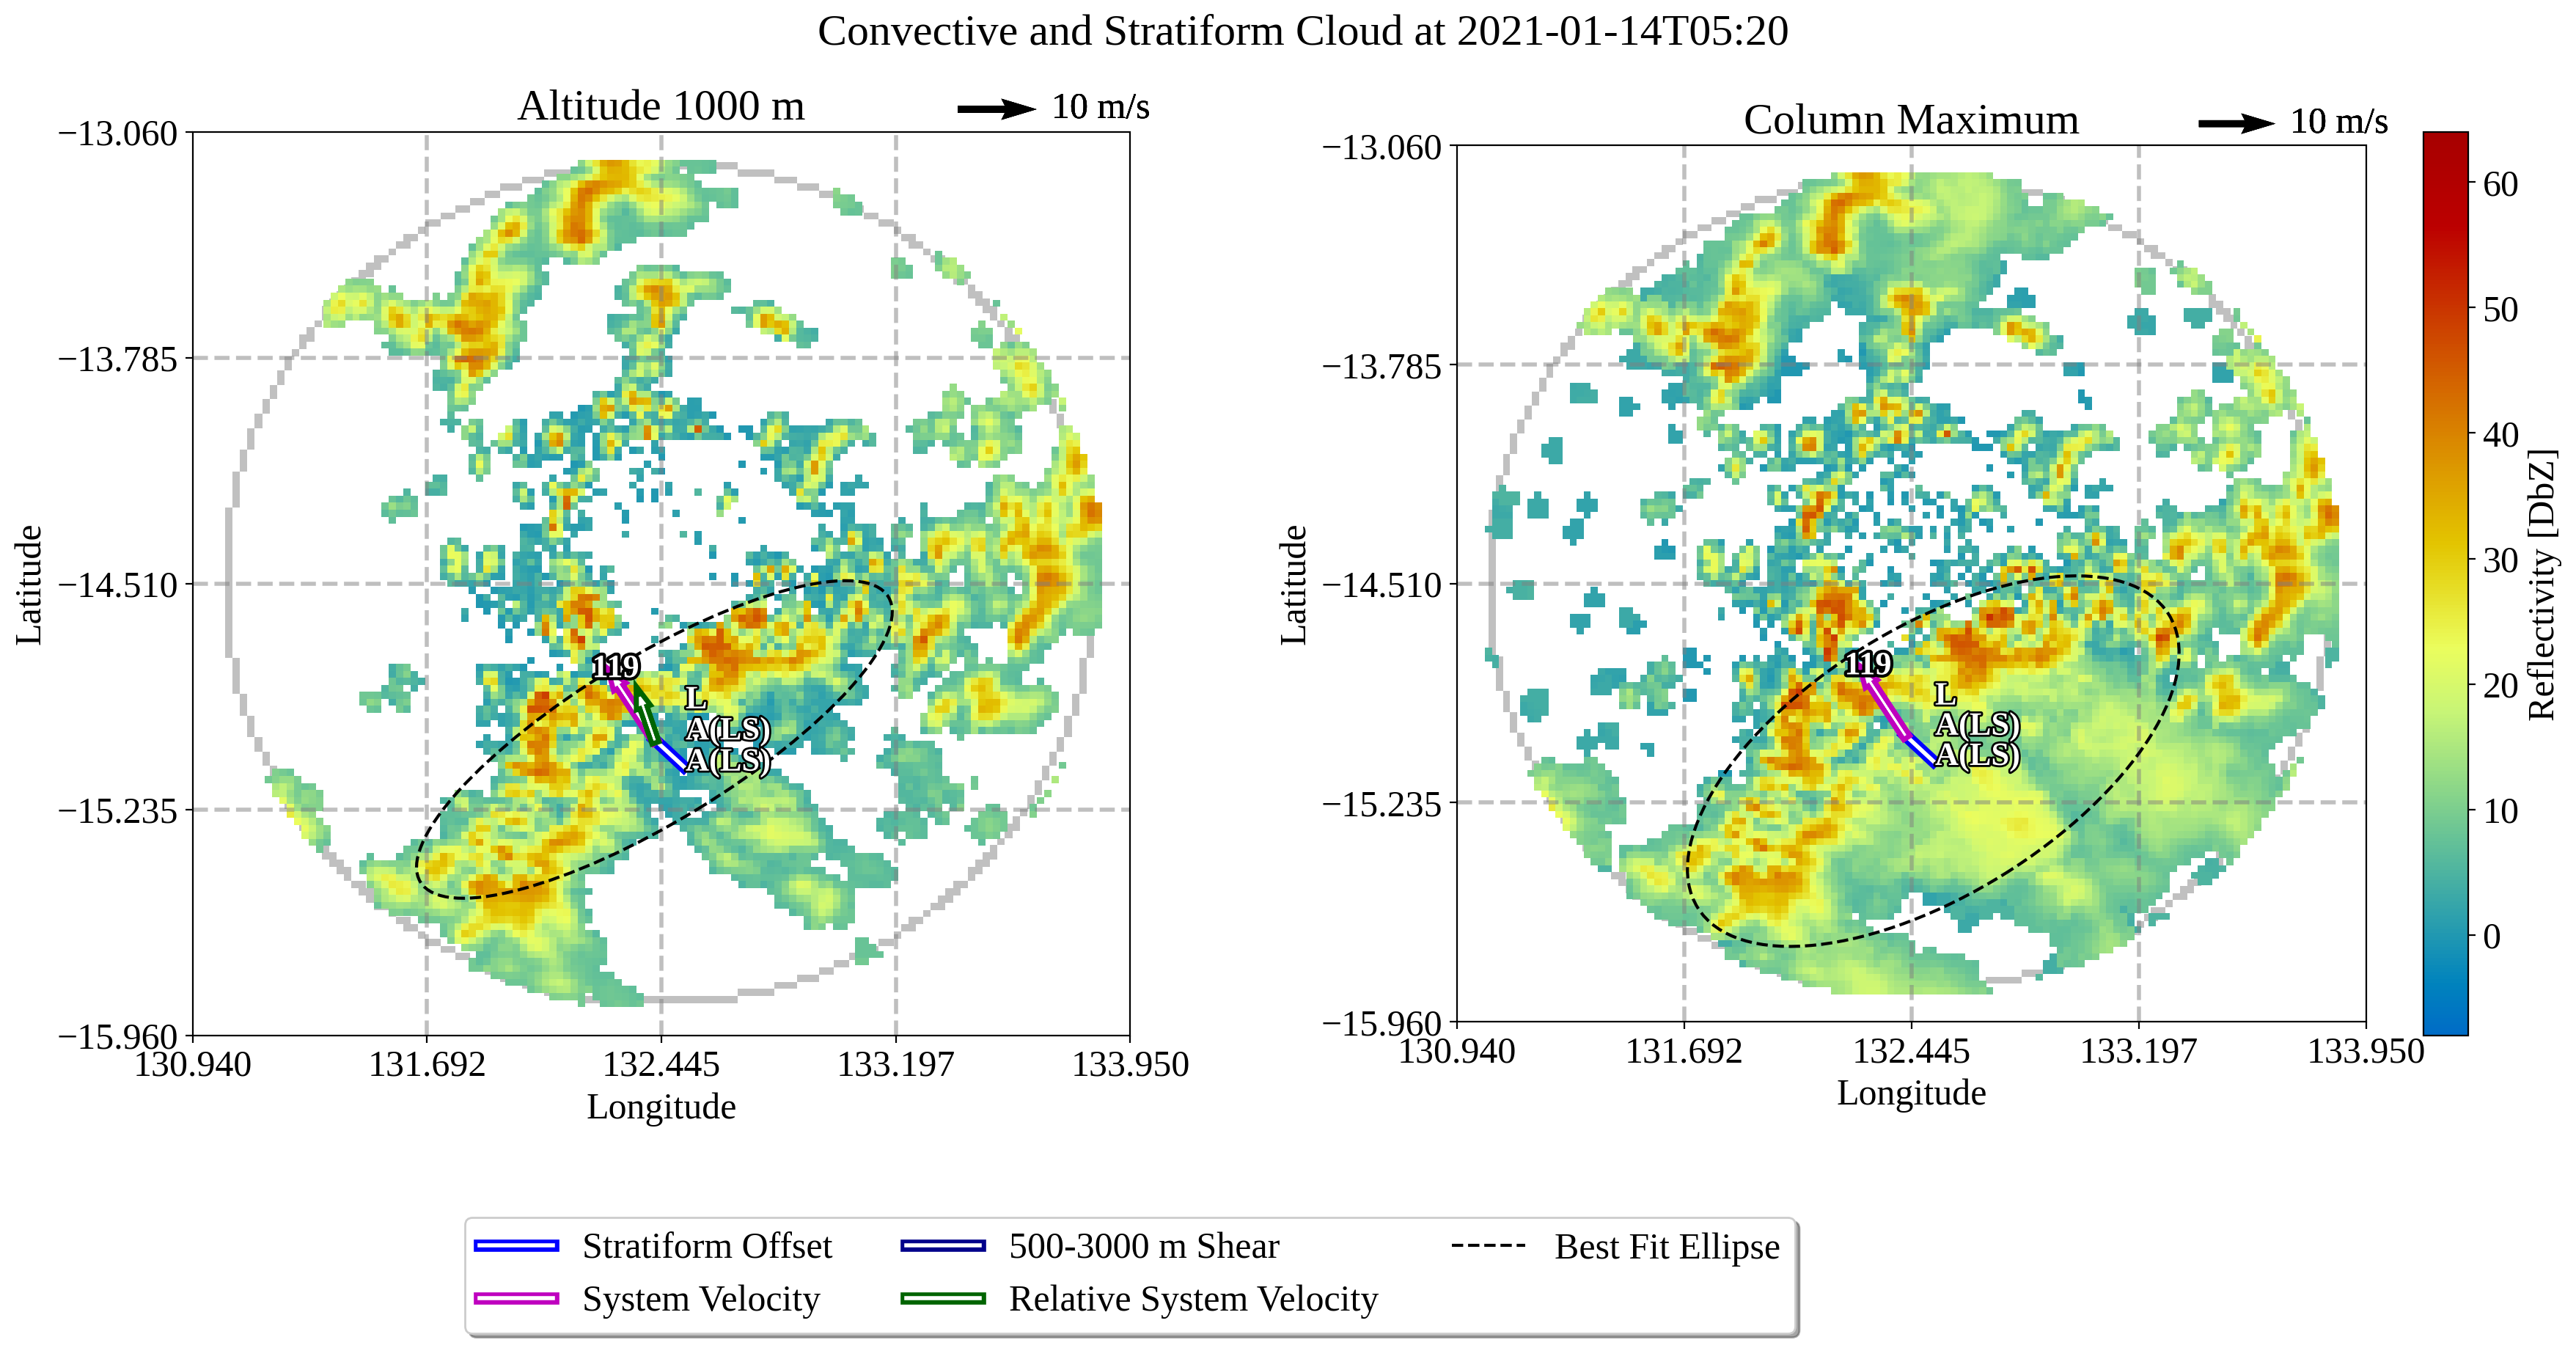 Convective and Stratiform Cloud at 2021-01-14T05:20
Altitude 1000 m
10 m/s
−13.060
−13.785
−14.510
−15.235
−15.960
130.940
131.692
132.445
133.197
133.950
Latitude
Longitude
119
L
A(LS)
A(LS)
Column Maximum
10 m/s
−13.060
−13.785
−14.510
−15.235
−15.960
130.940
131.692
132.445
133.197
133.950
Latitude
Longitude
119
L
A(LS)
A(LS)
60
50
40
30
20
10
0
Reflectivity [DbZ]
Stratiform Offset
System Velocity
500-3000 m Shear
Relative System Velocity
Best Fit Ellipse